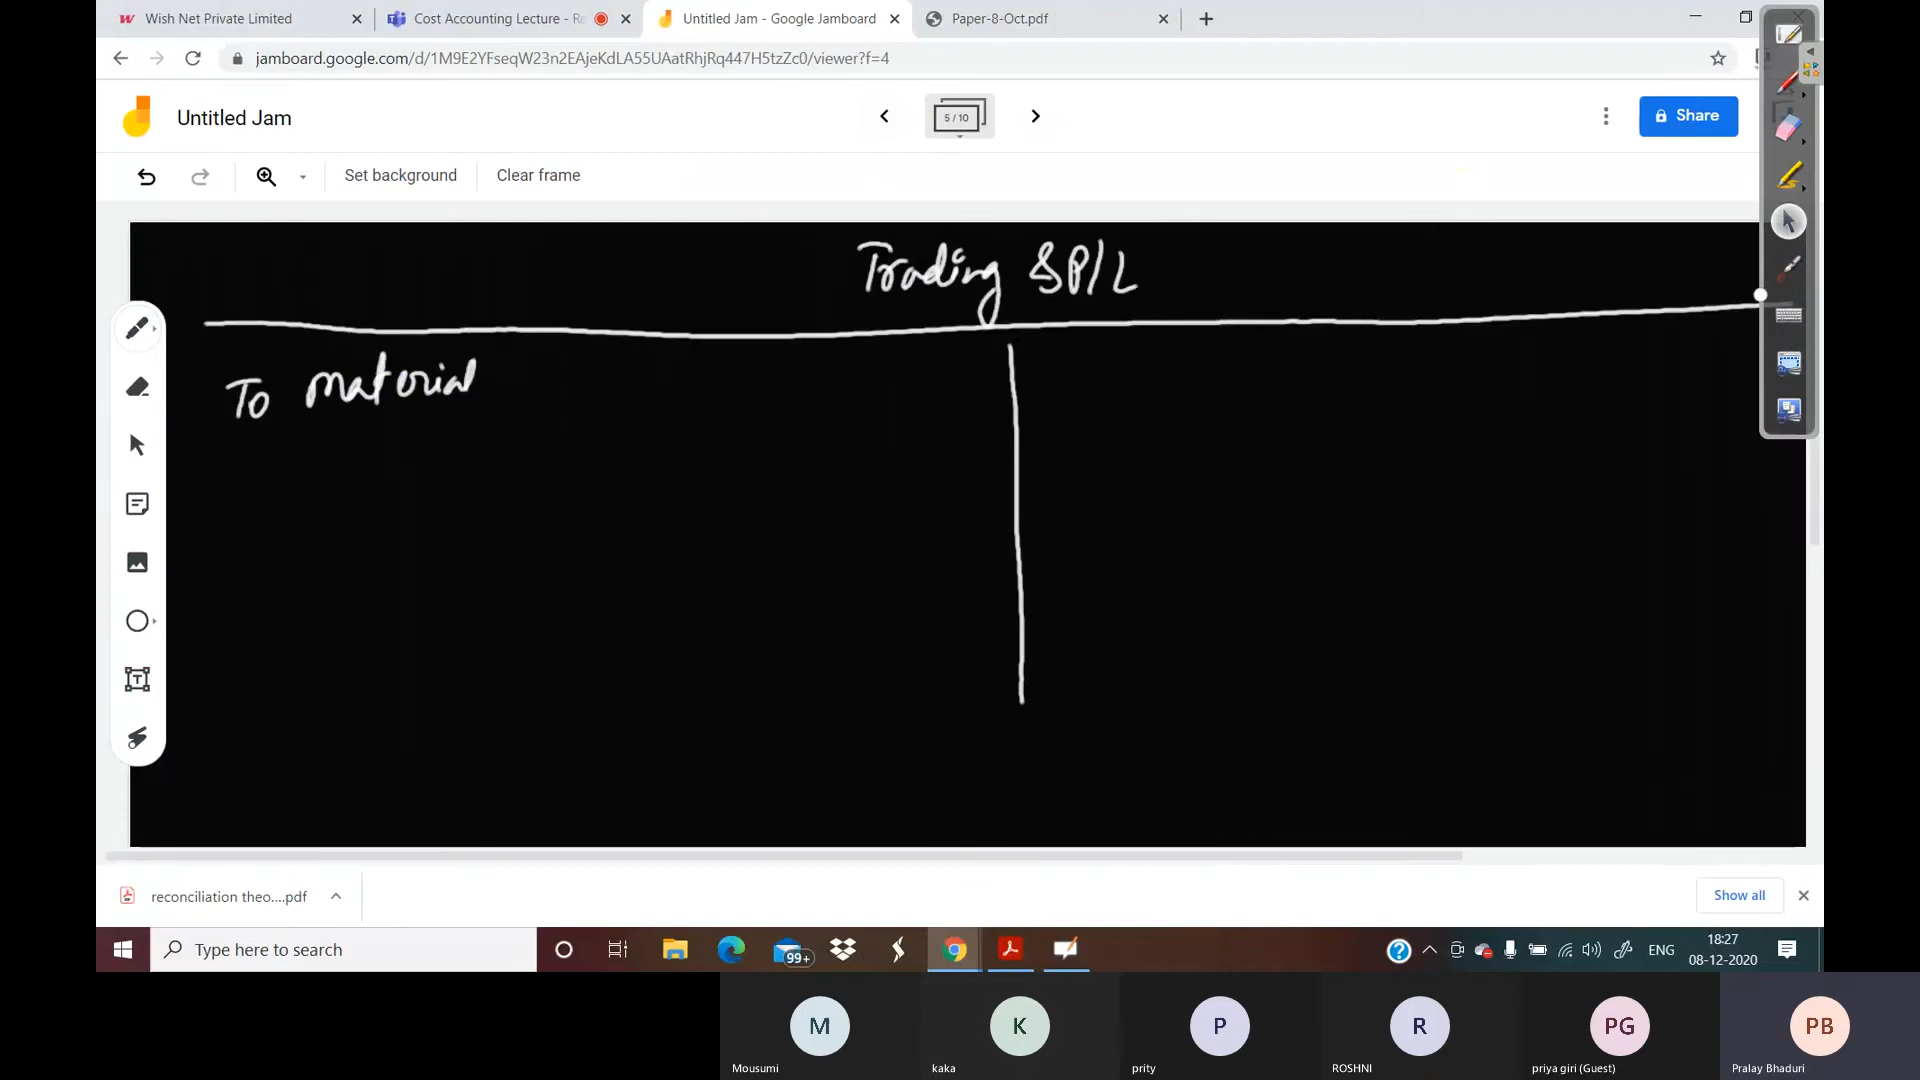 Wish Net Private Limited
Cost Accounting Lecture - Re
Untitled Jam - Google Jamboard
Paper-8-Oct.pdf
jamboard.google.com/d/1M9E2YFseqW23n2EAjeKdLA55UAatRhjRq447H5tzZc0/viewer?f=4
Untitled Jam
5 / 10
Share
Set background
Clear frame
Trading & P/L
To material
reconciliation theo....pdf
Show all
Type here to search
99+
ENG
18:27
08-12-2020
M
K
P
R
PG
PB
Mousumi
kaka
prity
ROSHNI
priya giri (Guest)
Pralay Bhaduri